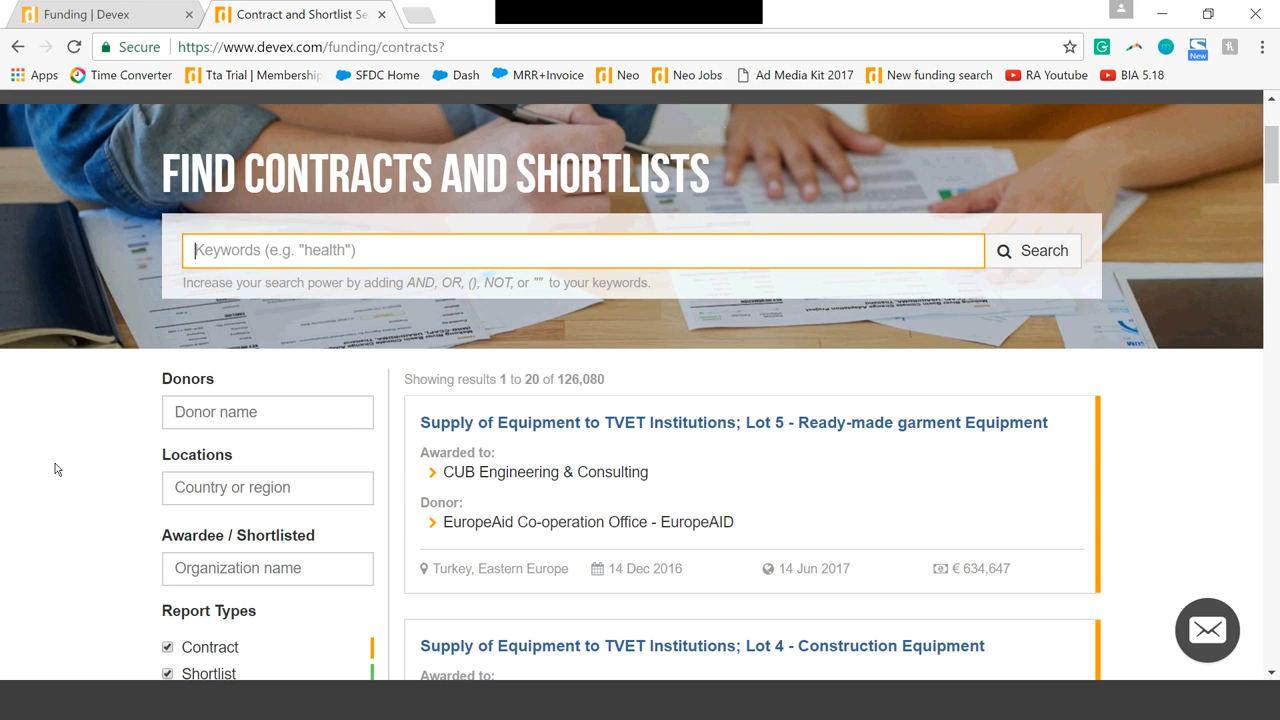 Funding | Devex
Contract and Shortlist Se
Secure
https://www.devex.com/funding/contracts?
New
Apps
Time Converter
Tta Trial | Membership
SFDC Home
Dash
MRR+Invoice
Neo
Neo Jobs
Ad Media Kit 2017
New funding search
RA Youtube
BIA 5.18
FIND CONTRACTS AND SHORTLISTS
Keywords (e.g. "health")
Search
Increase your search power by adding AND, OR, (), NOT, or "" to your keywords.
Donors
Donor name
Locations
Country or region
Awardee / Shortlisted
Organization name
Report Types
Contract
Shortlist
Showing results 1 to 20 of 126,080
Supply of Equipment to TVET Institutions; Lot 5 - Ready-made garment Equipment
Awarded to:
CUB Engineering & Consulting
Donor:
EuropeAid Co-operation Office - EuropeAID
Turkey, Eastern Europe
14 Dec 2016
14 Jun 2017
€ 634,647
Supply of Equipment to TVET Institutions; Lot 4 - Construction Equipment
Awarded to: